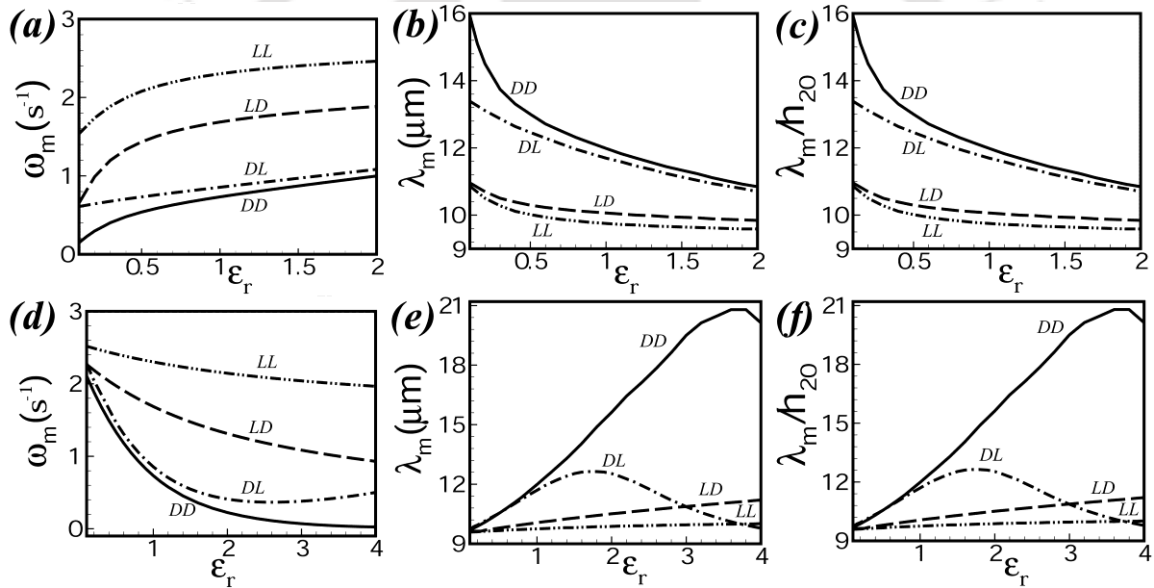 (a)
3
2
1
0
ω_m(s⁻¹)
LL
LD
DL
DD
0.5
1
1.5
2
ε_r
(b)
16
14
12
10
9
λ_m(μm)
DD
DL
LD
LL
0.5
1
1.5
2
ε_r
(c)
16
14
12
10
9
λ_m/h₂₀
DD
DL
LD
LL
0.5
1
1.5
2
ε_r
(d)
3
2
1
0
ω_m(s⁻¹)
LL
LD
DL
DD
1
2
3
4
ε_r
(e)
21
18
15
12
9
λ_m(μm)
DD
DL
LD
LL
1
2
3
4
ε_r
(f)
21
18
15
12
9
λ_m/h₂₀
DD
DL
LD
LL
1
2
3
4
ε_r